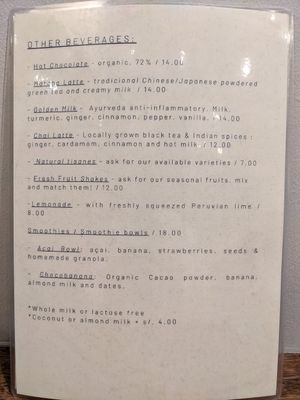 OTHER BEVERAGES:
- Hot Chocolate - organic, 72% / 14.00
- Matcha Latte - tradicional Chinese/Japanese powdered
green tea and creamy milk / 14.00
- Golden Milk - Ayurveda anti-inflammatory. Milk,
turmeric, ginger, cinnamon, pepper, vanilla. - 14.00
- Chai Latte - Locally grown black tea & Indian spices :
ginger, cardamam, cinnamon and hot milk. / 12.00
- Natural Jiagnes - ask for our available varieties / 7.00
- Fresh Fruit Shakes - ask for our seasonal fruits, mix
and match them! / 12.00
-Lemonade - with freshly squeezed Peruvian lime /
8.00
Smoothies / Smoothie bowls / 18.00
- Açai Bowl: açai, banana, strawberries, seeds &
homemade granola.
- Chocobanana: Organic Cacao powder, banana,
almond milk and dates.
*Whole milk or lactose free
*Coconut or almond milk + s/. 4.00